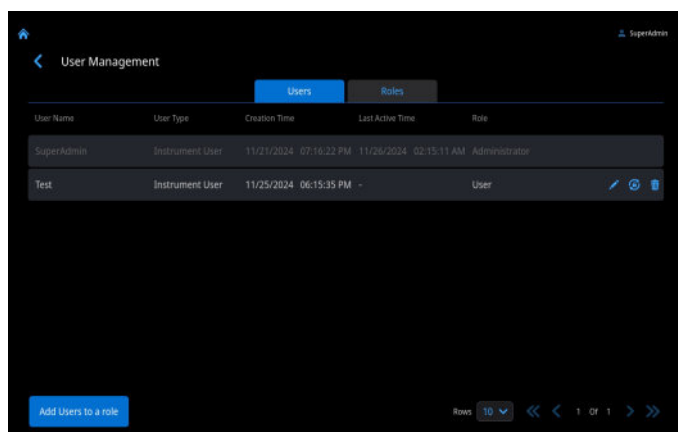 SuperAdmin
User Management
Users Roles
User Name User Type Creation Time Last Active Time Role
SuperAdmin Instrument User 11/21/2024 07:16:22 PM 11/26/2024 02:15:11 AM Administrator
Test Instrument User 11/25/2024 06:15:35 PM - User
Add Users to a role Rows 10 1 Of 1